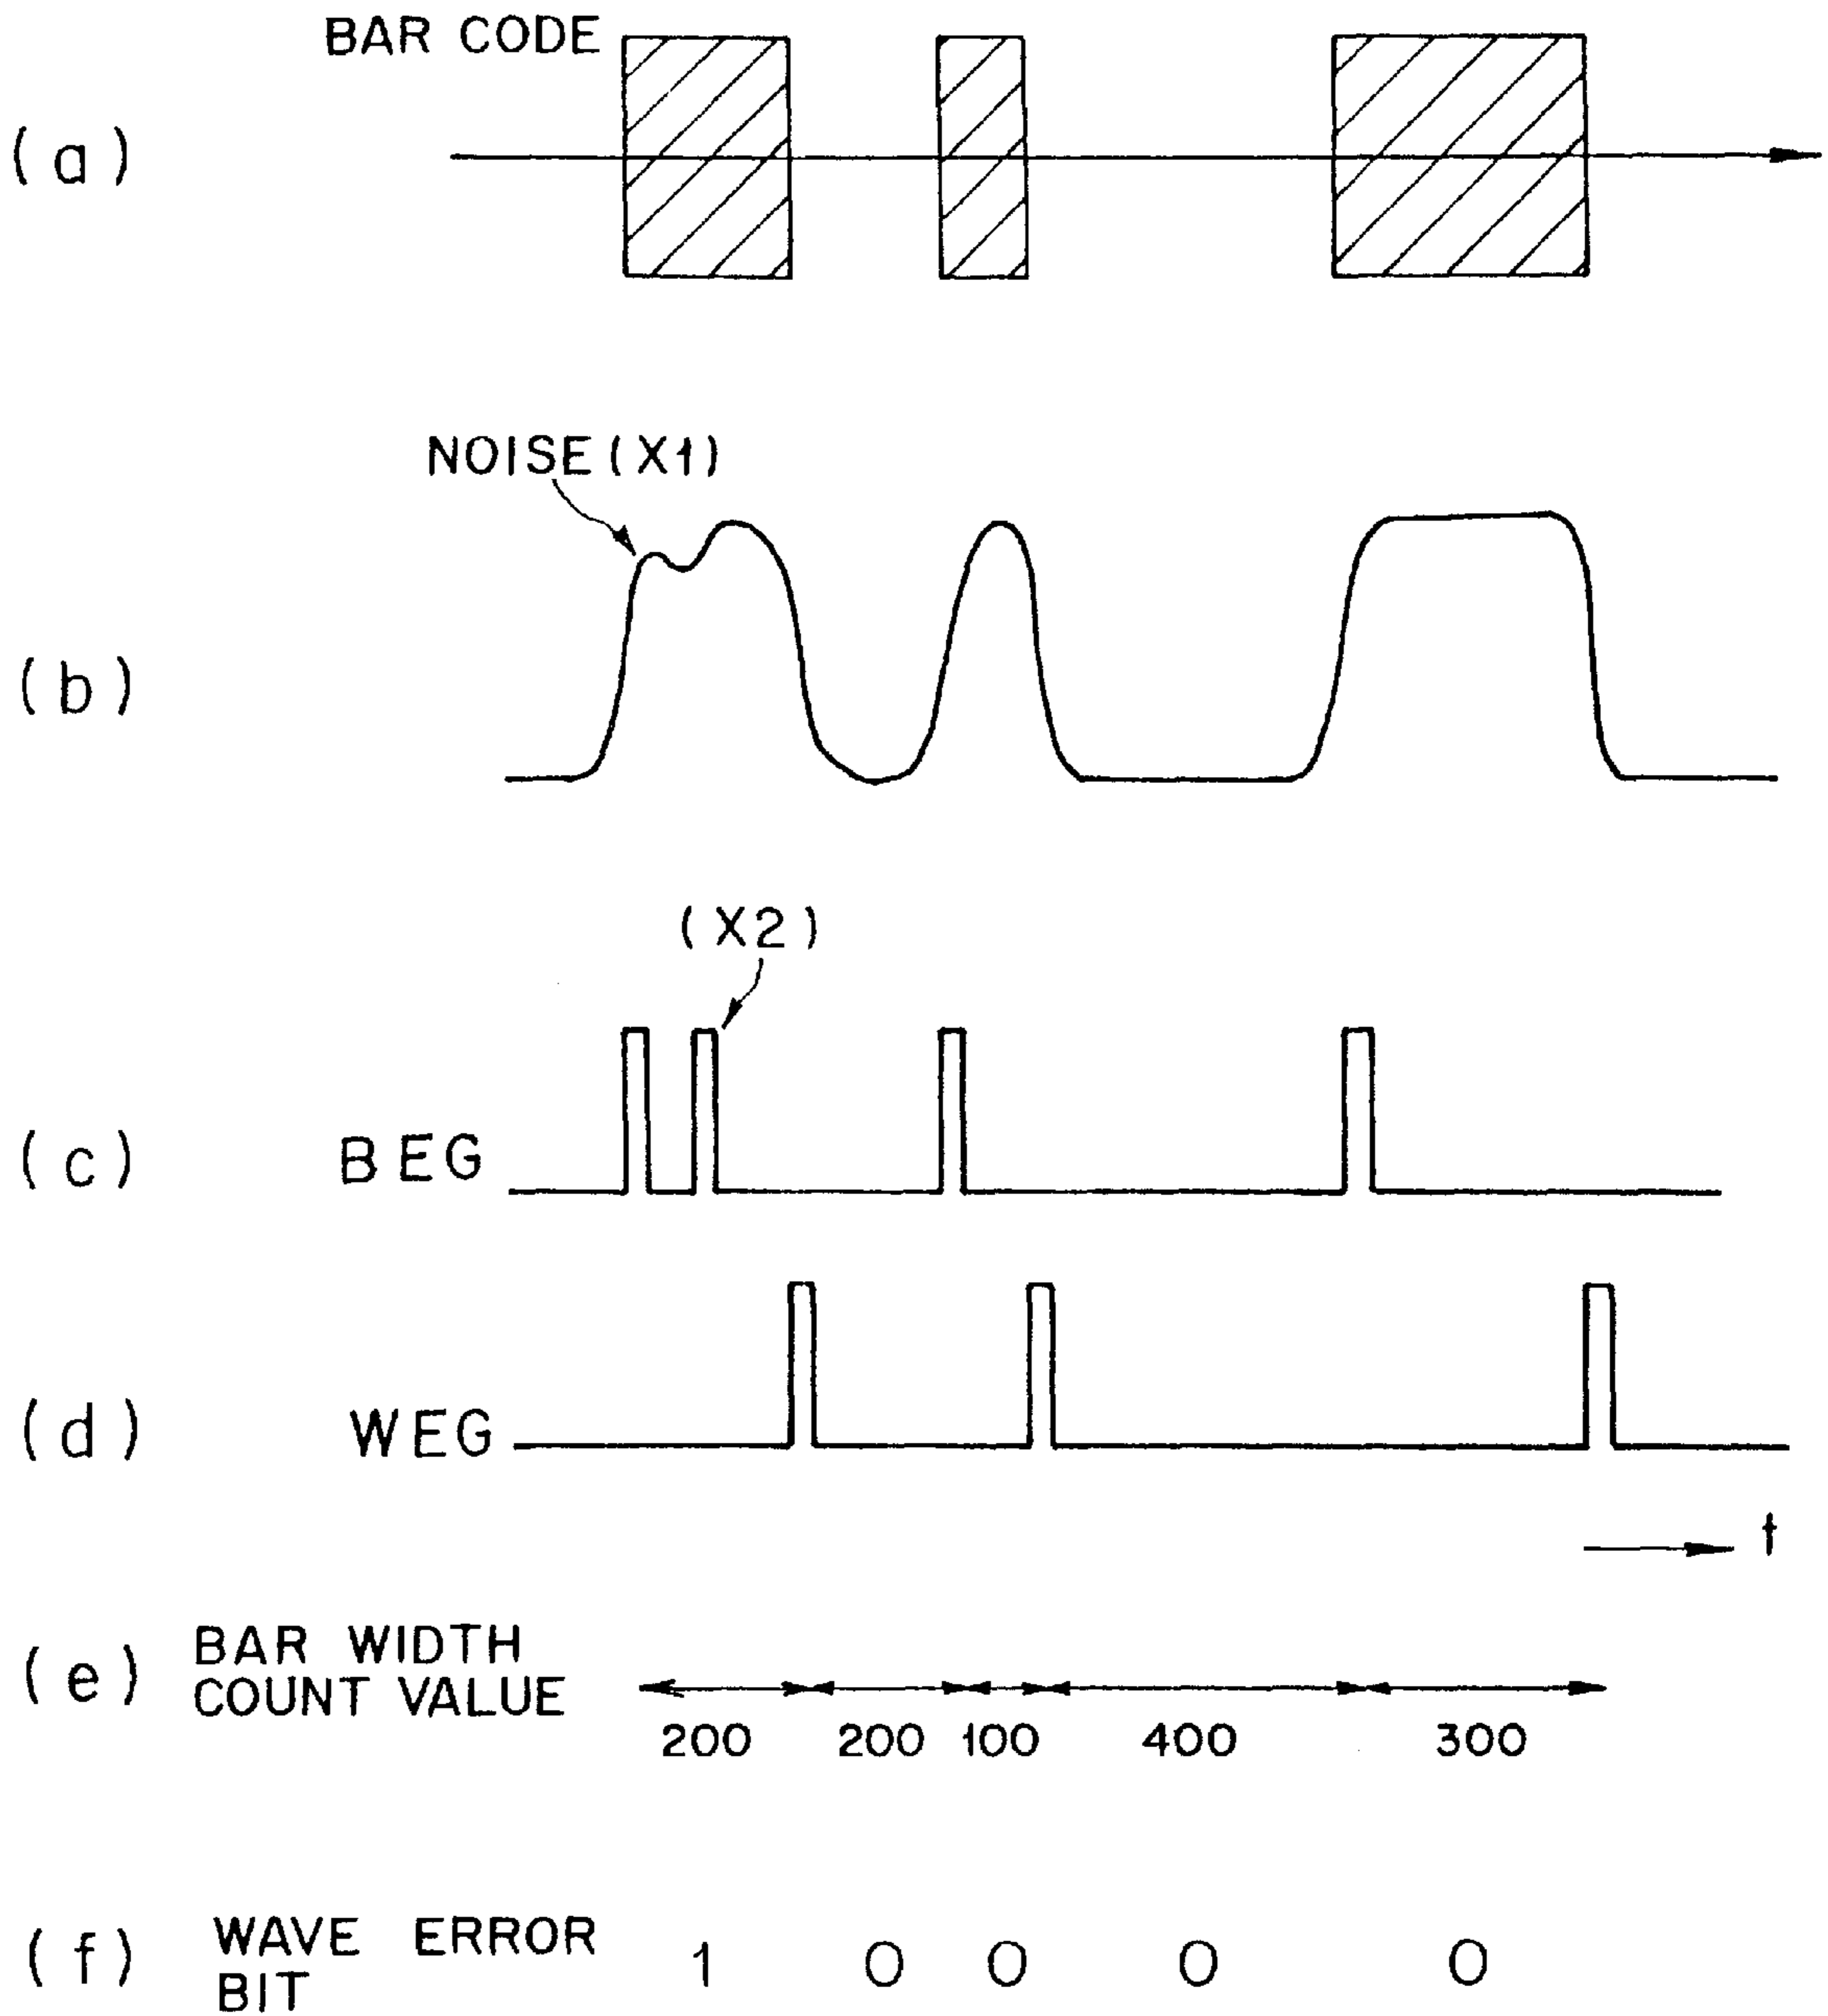 BAR CODE
(a)
NOISE(X1)
(b)
(X2)
(c) BEG
(d) WEG
t
(e) BAR WIDTH
COUNT VALUE
200 200 100 400 300
(f) WAVE ERROR
BIT
1 0 0 0 0